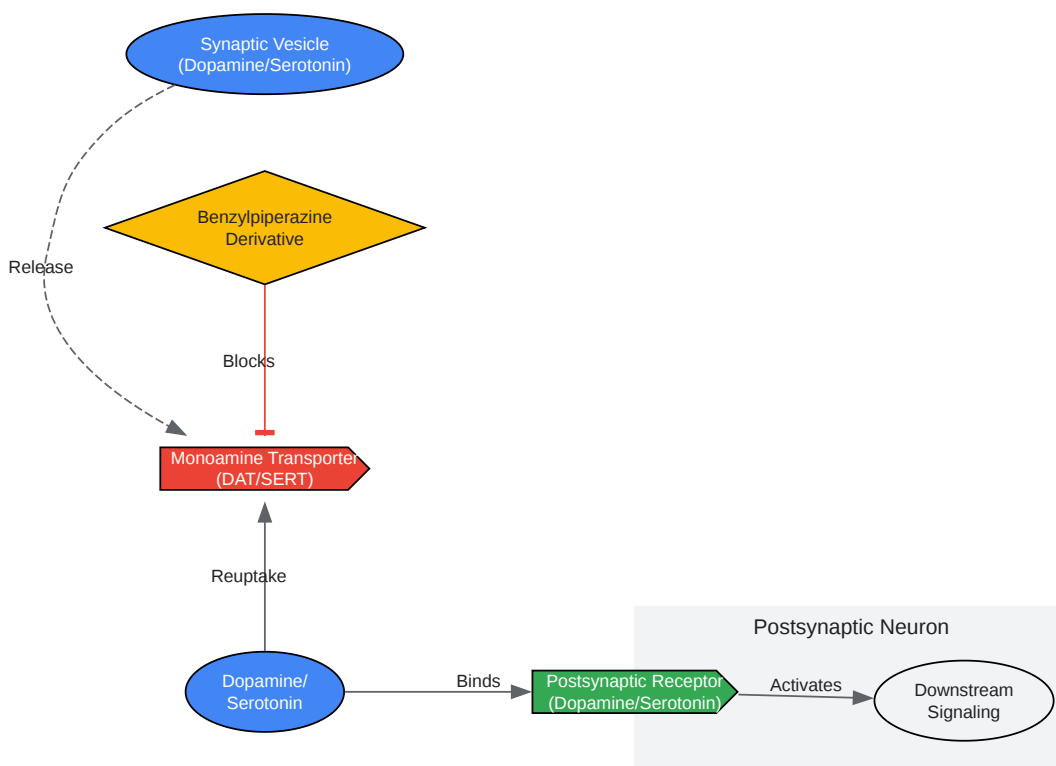 Synaptic Vesicle
(Dopamine/Serotonin)
Benzylpiperazine
Derivative
Release
Blocks
Monoamine Transporter
(DAT/SERT)
Reuptake
Postsynaptic Neuron
Dopamine/
Serotonin
Binds
Postsynaptic Receptor
(Dopamine/Serotonin)
Activates
Downstream
Signaling